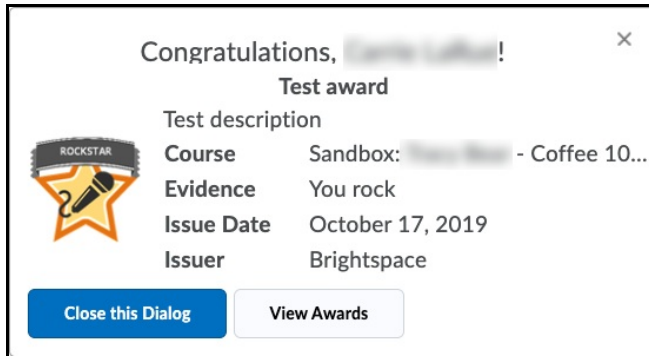 Congratulations, !
Test award
Test description
ROCKSTAR
Course Sandbox: - Coffee 10...
Evidence You rock
Issue Date October 17, 2019
Issuer Brightspace
Close this Dialog View Awards